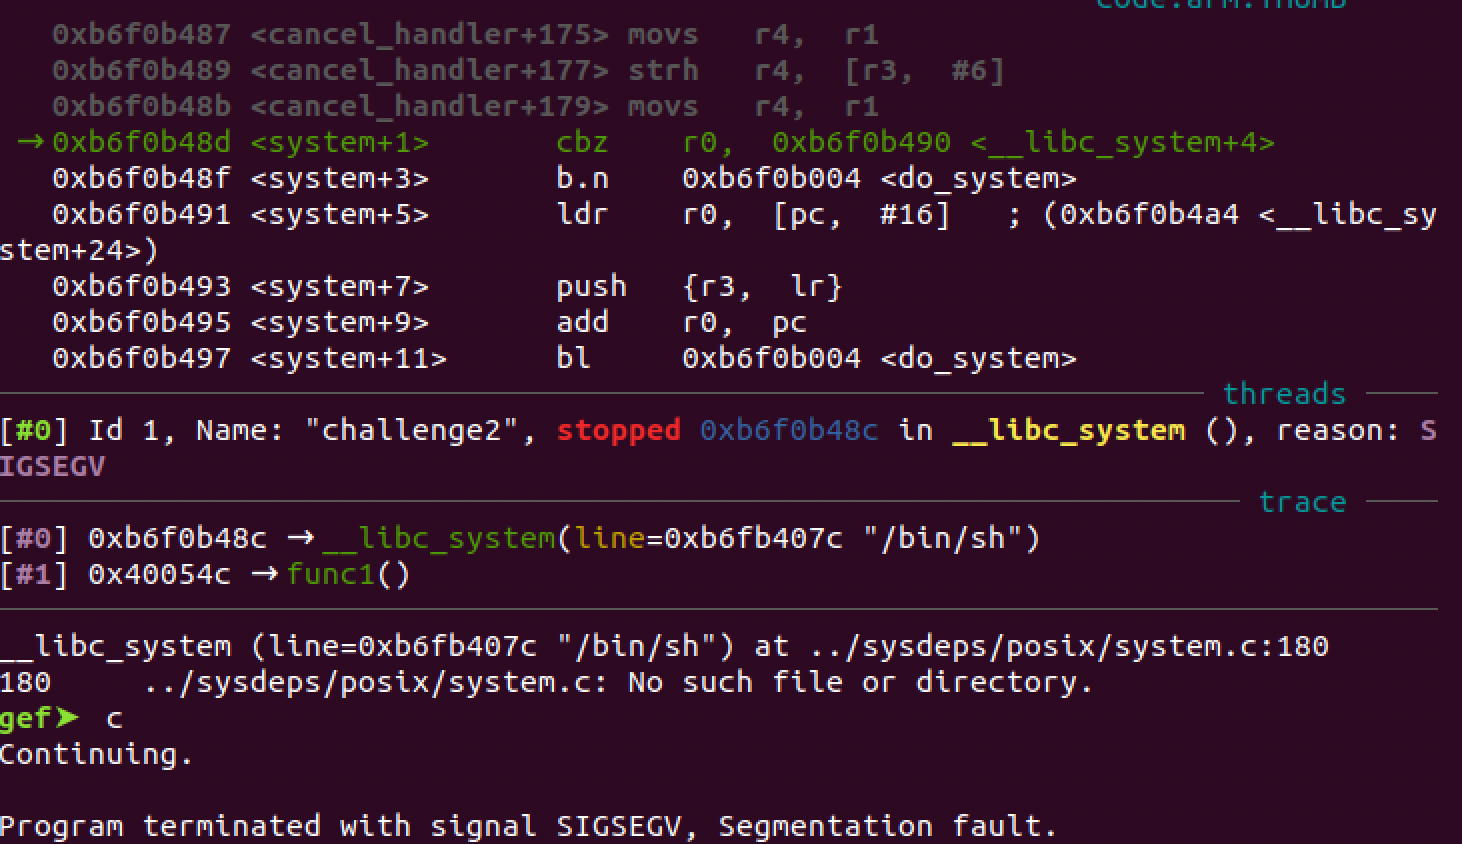 code:arm:THUMB
0xb6f0b487 <cancel_handler+175> movs r4, r1
0xb6f0b489 <cancel_handler+177> strh r4, [r3, #6]
0xb6f0b48b <cancel_handler+179> movs r4, r1
→0xb6f0b48d <system+1> cbz r0, 0xb6f0b490 <__libc_system+4>
0xb6f0b48f <system+3> b.n 0xb6f0b004 <do_system>
0xb6f0b491 <system+5> ldr r0, [pc, #16] ; (0xb6f0b4a4 <__libc_sy
stem+24>)
0xb6f0b493 <system+7> push {r3, lr}
0xb6f0b495 <system+9> add r0, pc
0xb6f0b497 <system+11> bl 0xb6f0b004 <do_system>
threads
[#0] Id 1, Name: "challenge2", stopped 0xb6f0b48c in __libc_system (), reason: S
IGSEGV
trace
[#0] 0xb6f0b48c →__libc_system(line=0xb6fb407c "/bin/sh")
[#1] 0x40054c →func1()
__libc_system (line=0xb6fb407c "/bin/sh") at ../sysdeps/posix/system.c:180
180 ../sysdeps/posix/system.c: No such file or directory.
gef➤ c
Continuing.
Program terminated with signal SIGSEGV, Segmentation fault.